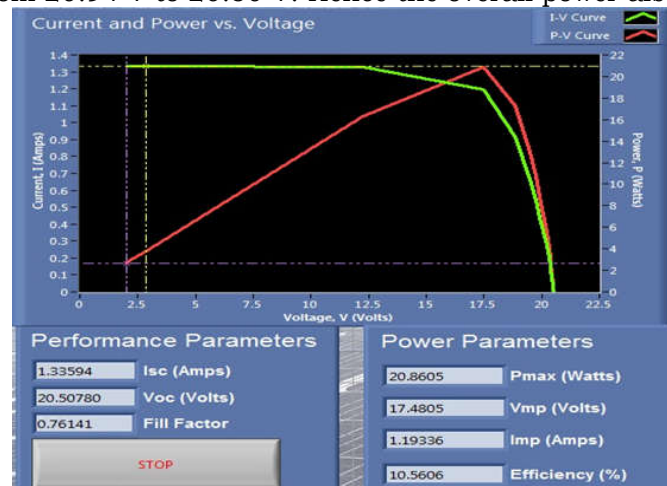 Current and Power vs. Voltage
I-V Curve
P-V Curve
1.4
1.3
1.2
1.1
1
0.9
0.8
0.7
0.6
0.5
0.4
0.3
0.2
0.1
0
Current, I (Amps)
22
20
18
16
14
12
10
8
6
4
2
0
Power, P (Watts)
0 2.5 5 7.5 10 12.5 15 17.5 20 22.5
Voltage, V (Volts)
Performance Parameters
1.33594 Isc (Amps)
20.50780 Voc (Volts)
0.76141 Fill Factor
STOP
Power Parameters
20.8605 Pmax (Watts)
17.4805 Vmp (Volts)
1.19336 Imp (Amps)
10.5606 Efficiency (%)